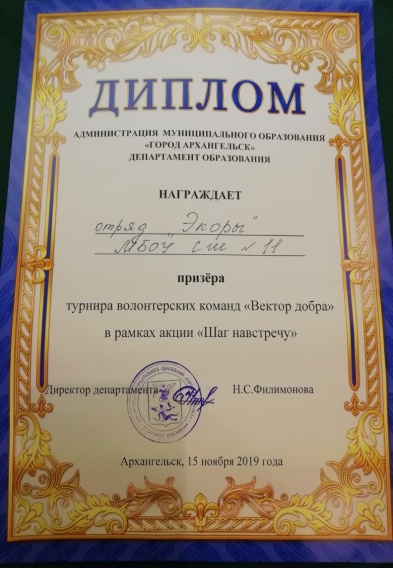 ДИПЛОМ
АДМИНИСТРАЦИЯ МУНИЦИПАЛЬНОГО ОБРАЗОВАНИЯ
«ГОРОД АРХАНГЕЛЬСК»
ДЕПАРТАМЕНТ ОБРАЗОВАНИЯ
НАГРАЖДАЕТ
отряд "Экоры"
МБОУ СШ № 11
призёра
турнира волонтерских команд «Вектор добра»
в рамках акции «Шаг навстречу»
Директор департамента Н.С.Филимонова
Архангельск, 15 ноября 2019 года